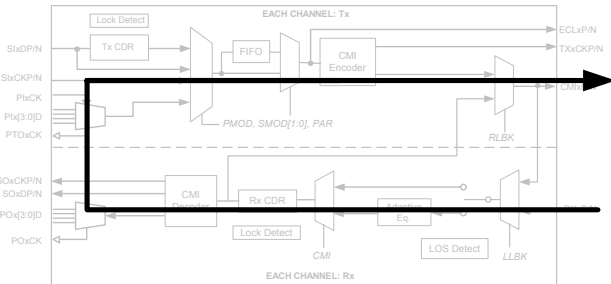 EACH CHANNEL: Tx
Lock Detect
ECLxP/N
SIxDP/N
Tx CDR
FIFO
CMI
Encoder
TXxCKP/N
SIxCKP/N
PIxCK
PIx[3:0]D
PTOxCK
PMOD, SMOD[1:0], PAR
RLBK
SOxCKP/N
SOxDP/N
POx[3:0]D
POxCK
CMI
Decoder
Rx CDR
Lock Detect
Adaptive
Eq.
LOS Detect
CMI
LLBK
EACH CHANNEL: Rx